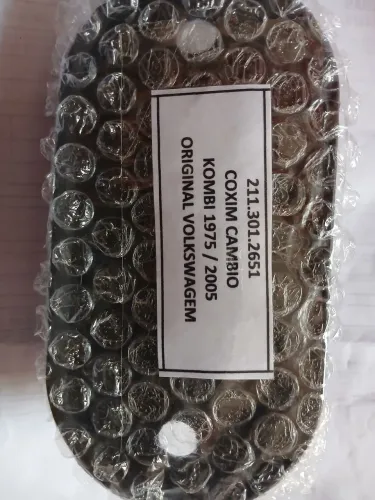 211.301.2651
COXIM CAMBIO
KOMBI 1975 / 2005
ORIGINAL VOLKSWAGEM